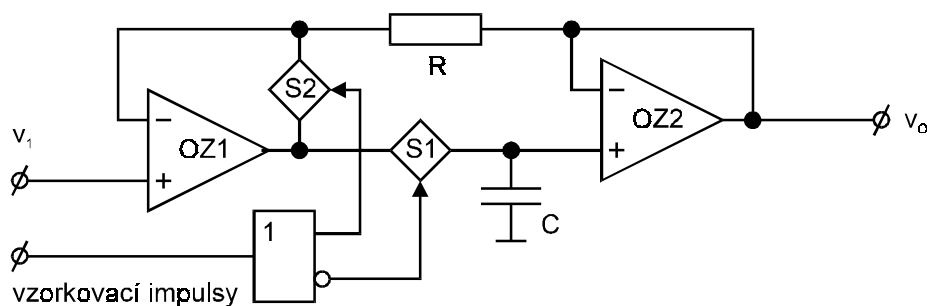 R
S2
v1
−
OZ1
+
S1
−
OZ2
+
vo
1
C
vzorkovací impulsy